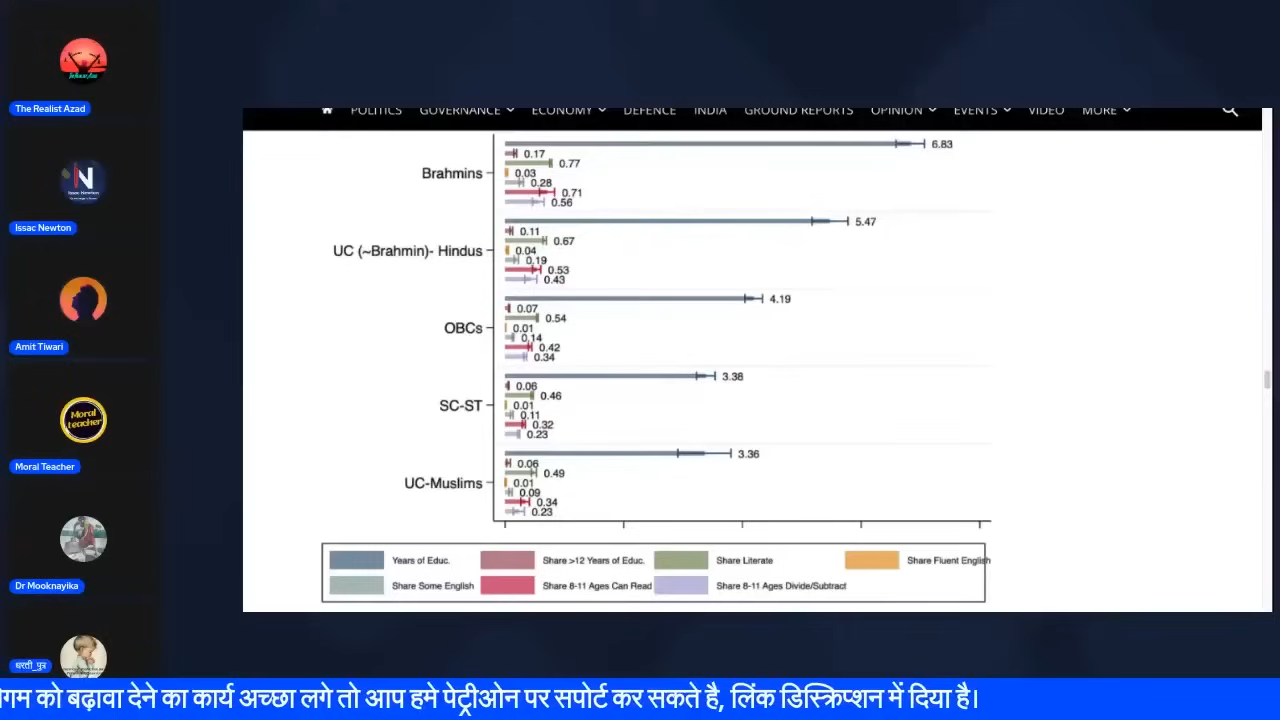 The Realist Azad
Issac Newton
Amit Tiwari
Moral teacher
Moral Teacher
Dr Mooknayika
धरती_पुत्र
POLITICS GOVERNANCE ECONOMY DEFENCE INDIA GROUND REPORTS OPINION EVENTS VIDEO MORE
Brahmins
6.83
0.17
0.77
0.03
0.28
0.71
0.56
UC (~Brahmin)- Hindus
5.47
0.11
0.67
0.04
0.19
0.53
0.43
OBCs
4.19
0.07
0.54
0.01
0.14
0.42
0.34
SC-ST
3.38
0.06
0.46
0.01
0.11
0.32
0.23
UC-Muslims
3.36
0.06
0.49
0.01
0.09
0.34
0.23
Years of Educ. Share >12 Years of Educ. Share Literate Share Fluent English
Share Some English Share 8-11 Ages Can Read Share 8-11 Ages Divide/Subtract
को बढ़ावा देने का कार्य अच्छा लगे तो आप हमे पेट्रीओन पर सपोर्ट कर सकते है, लिंक डिस्क्रिप्शन में दिया है।